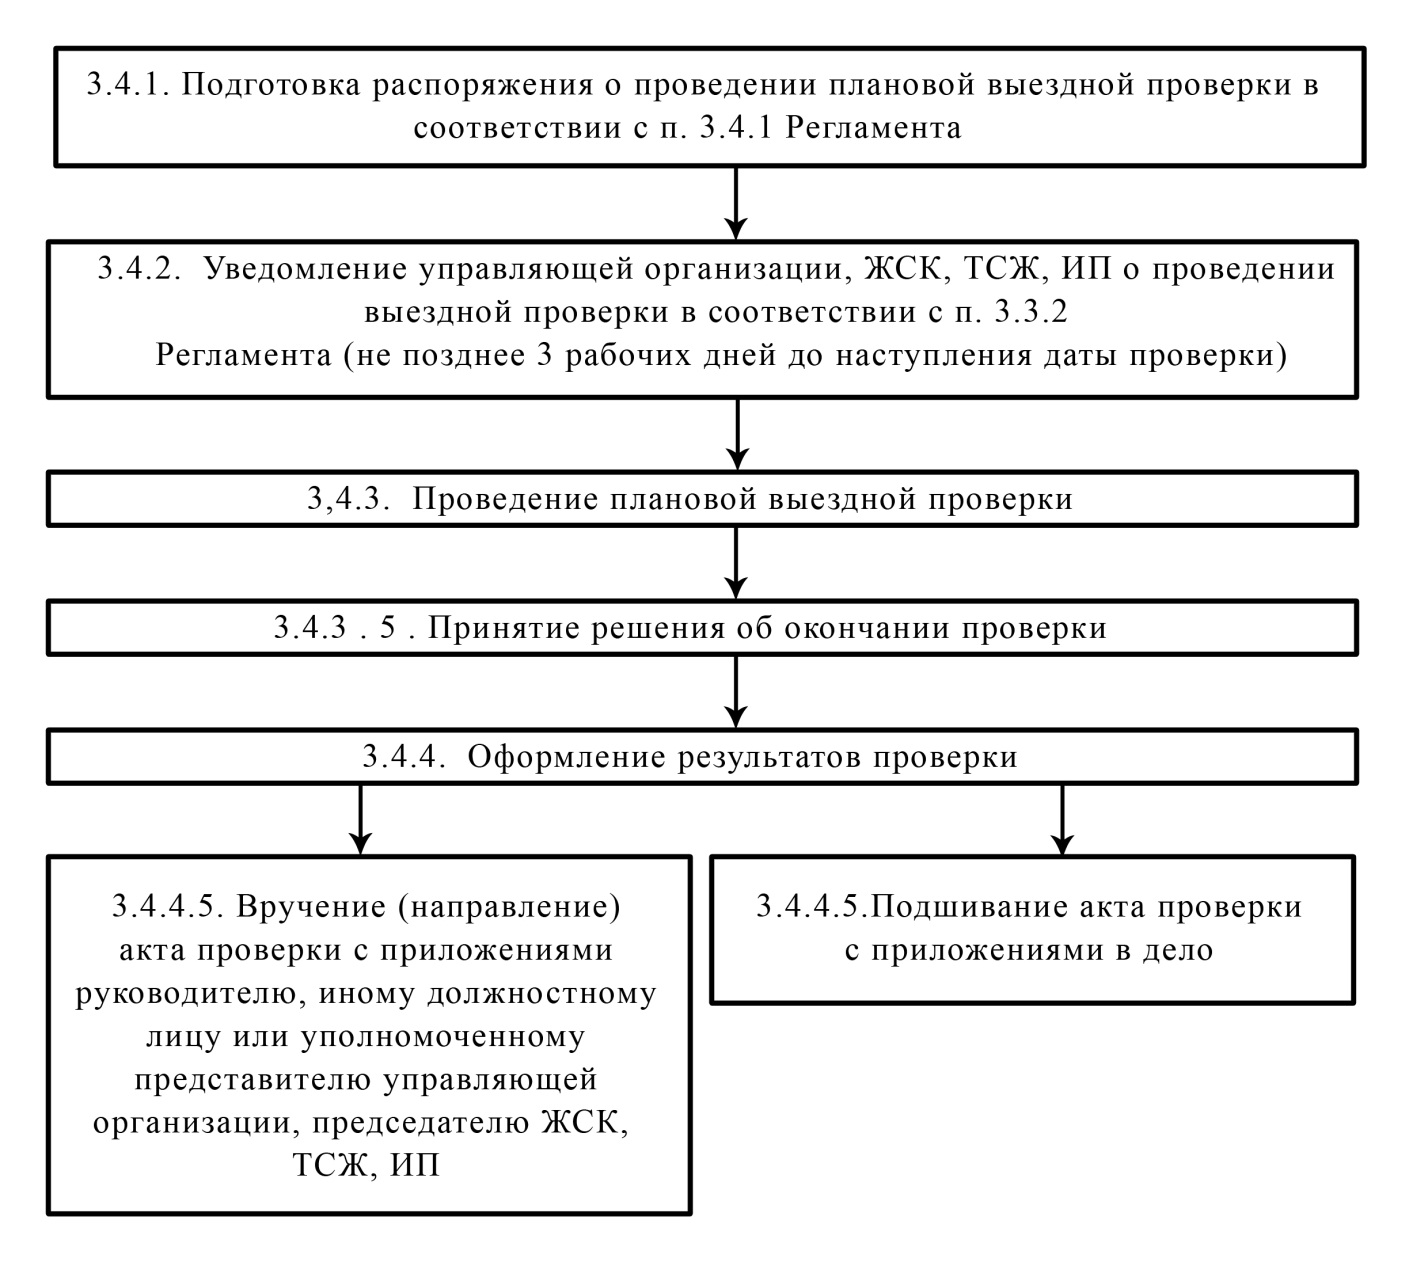 3.4.1. Подготовка распоряжения о проведении плановой выездной проверки в
соответствии с п. 3.4.1 Регламента
3.4.2. Уведомление управляющей организации, ЖСК, ТСЖ, ИП о проведении
выездной проверки в соответствии с п. 3.3.2
Регламента (не позднее 3 рабочих дней до наступления даты проверки)
3,4.3. Проведение плановой выездной проверки
3.4.3 . 5 . Принятие решения об окончании проверки
3.4.4. Оформление результатов проверки
3.4.4.5. Вручение (направление)
акта проверки с приложениями
руководителю, иному должностному
лицу или уполномоченному
представителю управляющей
организации, председателю ЖСК,
ТСЖ, ИП
3.4.4.5.Подшивание акта проверки
с приложениями в дело